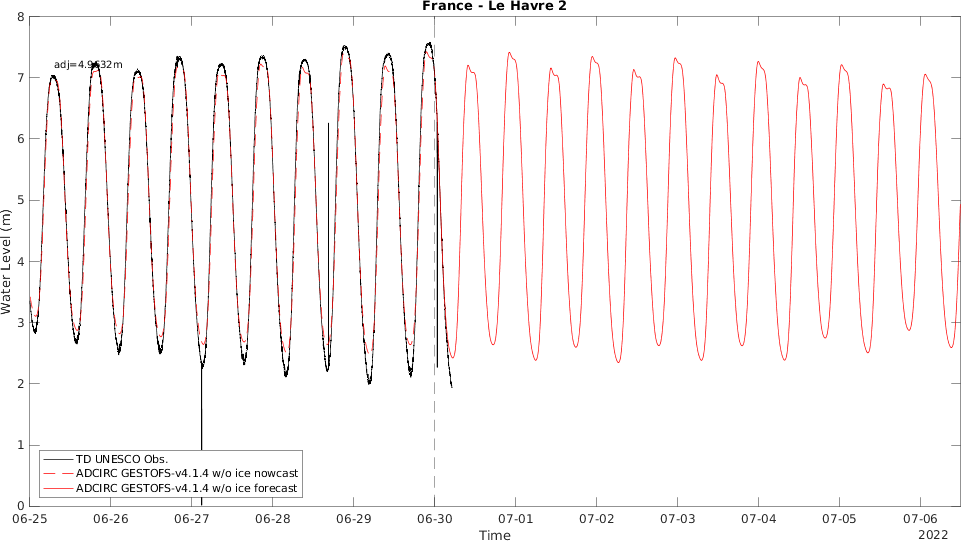 France - Le Havre 2
8
7
6
5
4
3
2
1
0
Water Level (m)
adj=4.9632m
TD UNESCO Obs.
ADCIRC GESTOFS-v4.1.4 w/o ice nowcast
ADCIRC GESTOFS-v4.1.4 w/o ice forecast
06-25 06-26 06-27 06-28 06-29 06-30 07-01 07-02 07-03 07-04 07-05 07-06
Time
2022